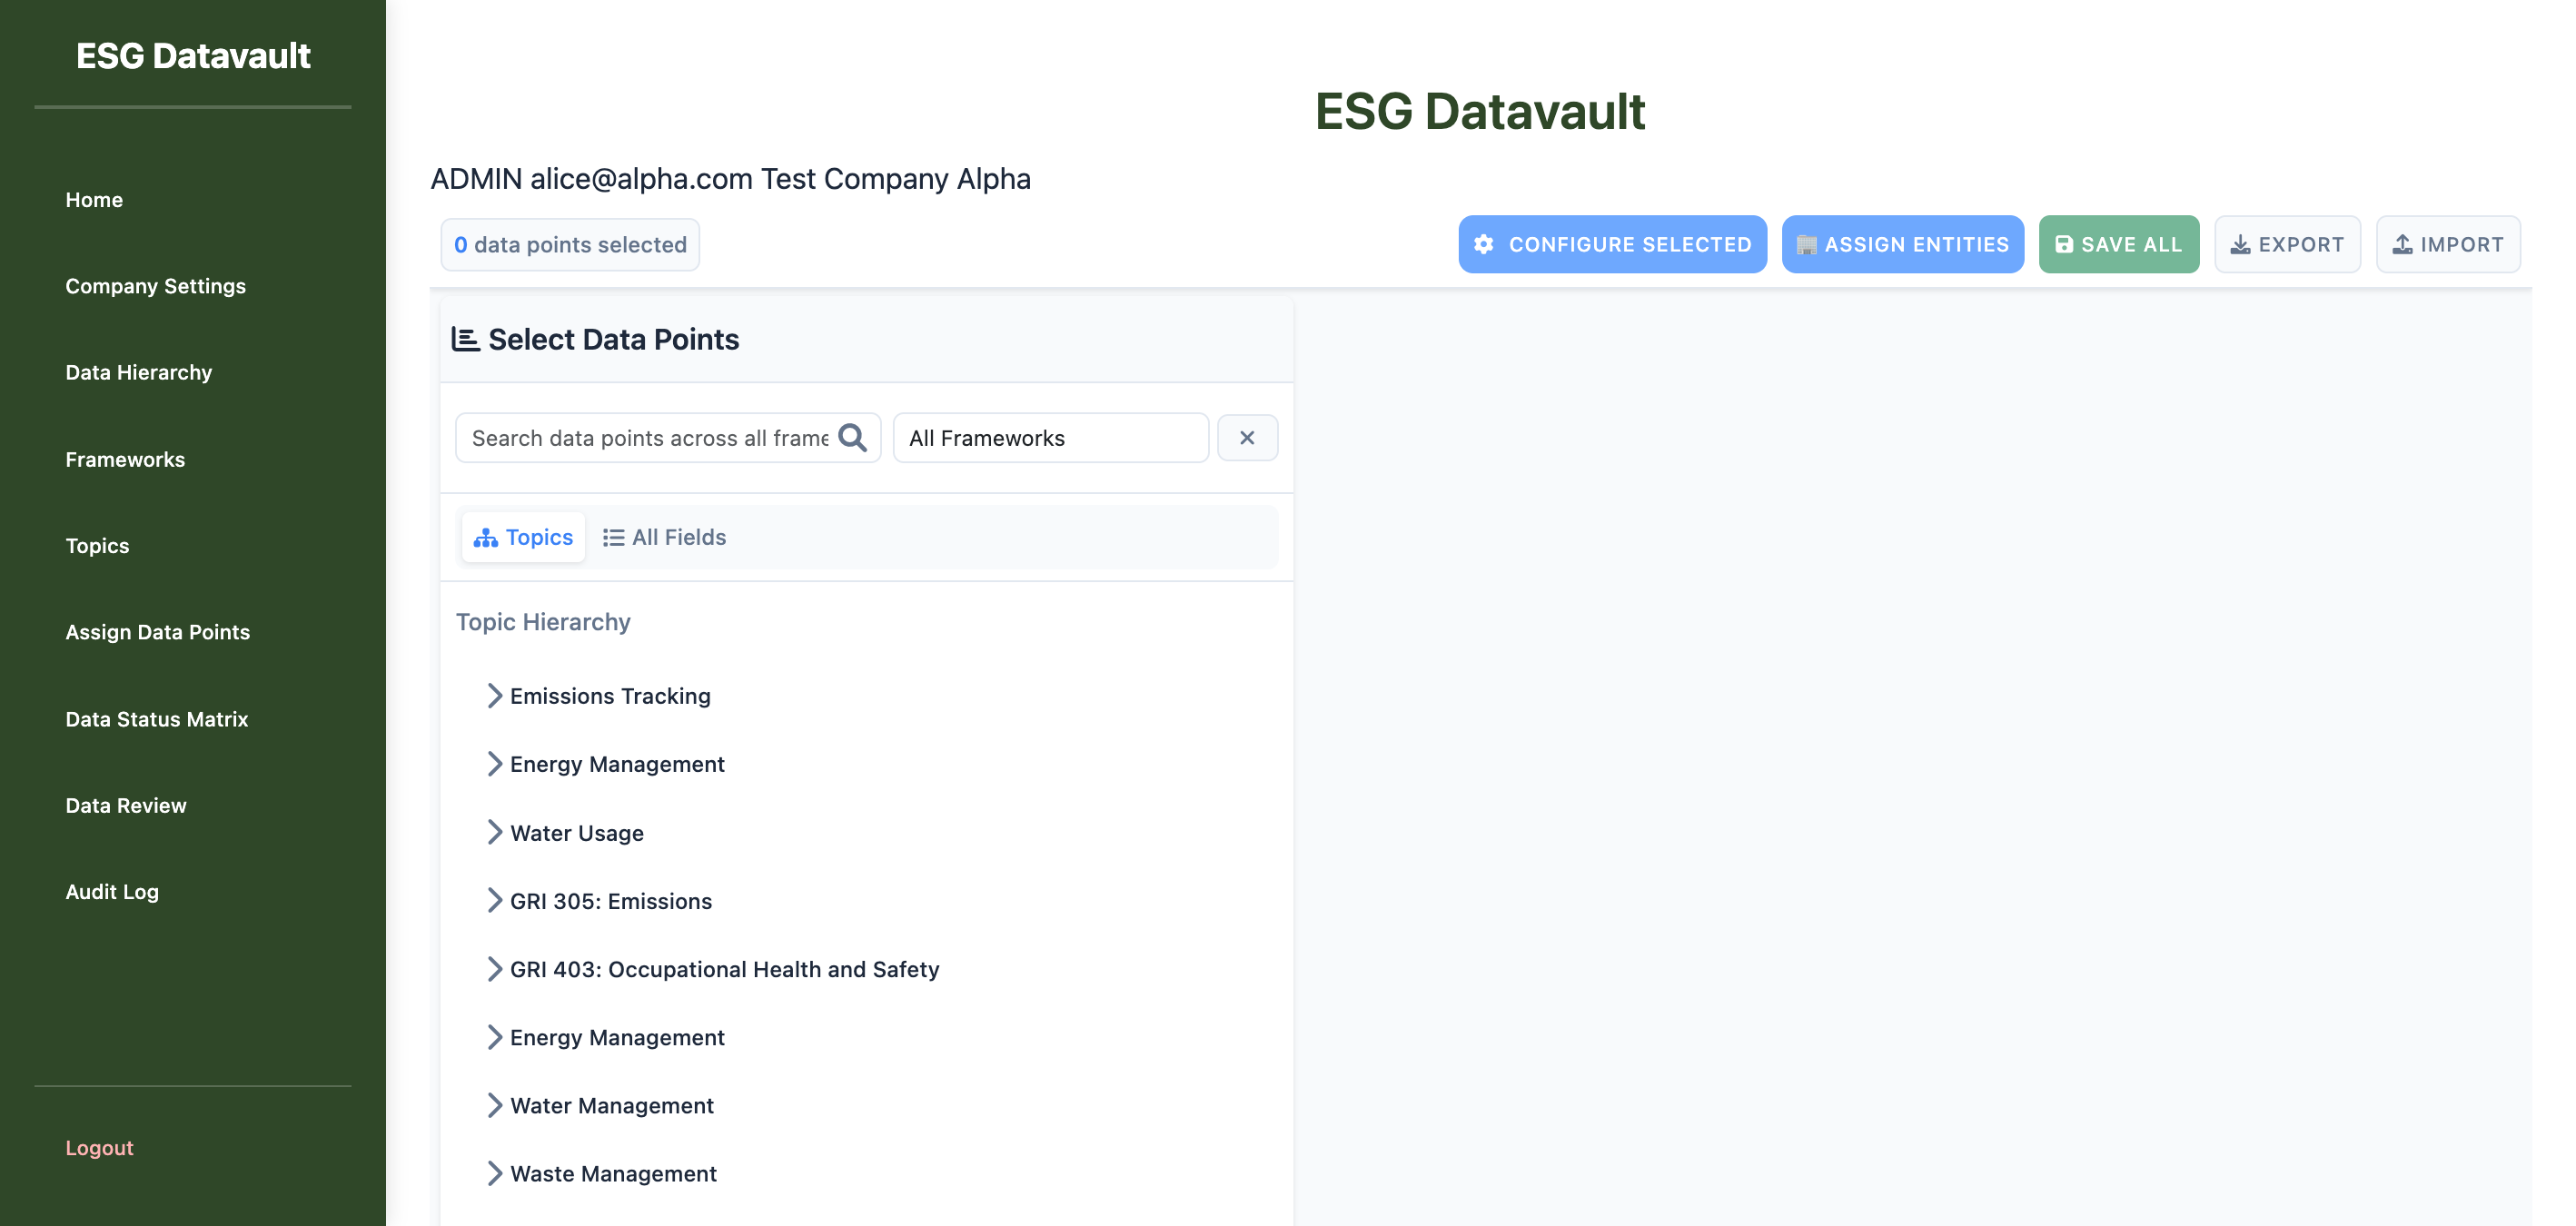 ESG Datavault
Home
Company Settings
Data Hierarchy
Frameworks
Topics
Assign Data Points
Data Status Matrix
Data Review
Audit Log
Logout
ESG Datavault
ADMIN alice@alpha.com Test Company Alpha
0 data points selected
CONFIGURE SELECTED
ASSIGN ENTITIES
SAVE ALL
EXPORT
IMPORT
Select Data Points
Search data points across all frame
All Frameworks
Topics
All Fields
Topic Hierarchy
Emissions Tracking
Energy Management
Water Usage
GRI 305: Emissions
GRI 403: Occupational Health and Safety
Energy Management
Water Management
Waste Management